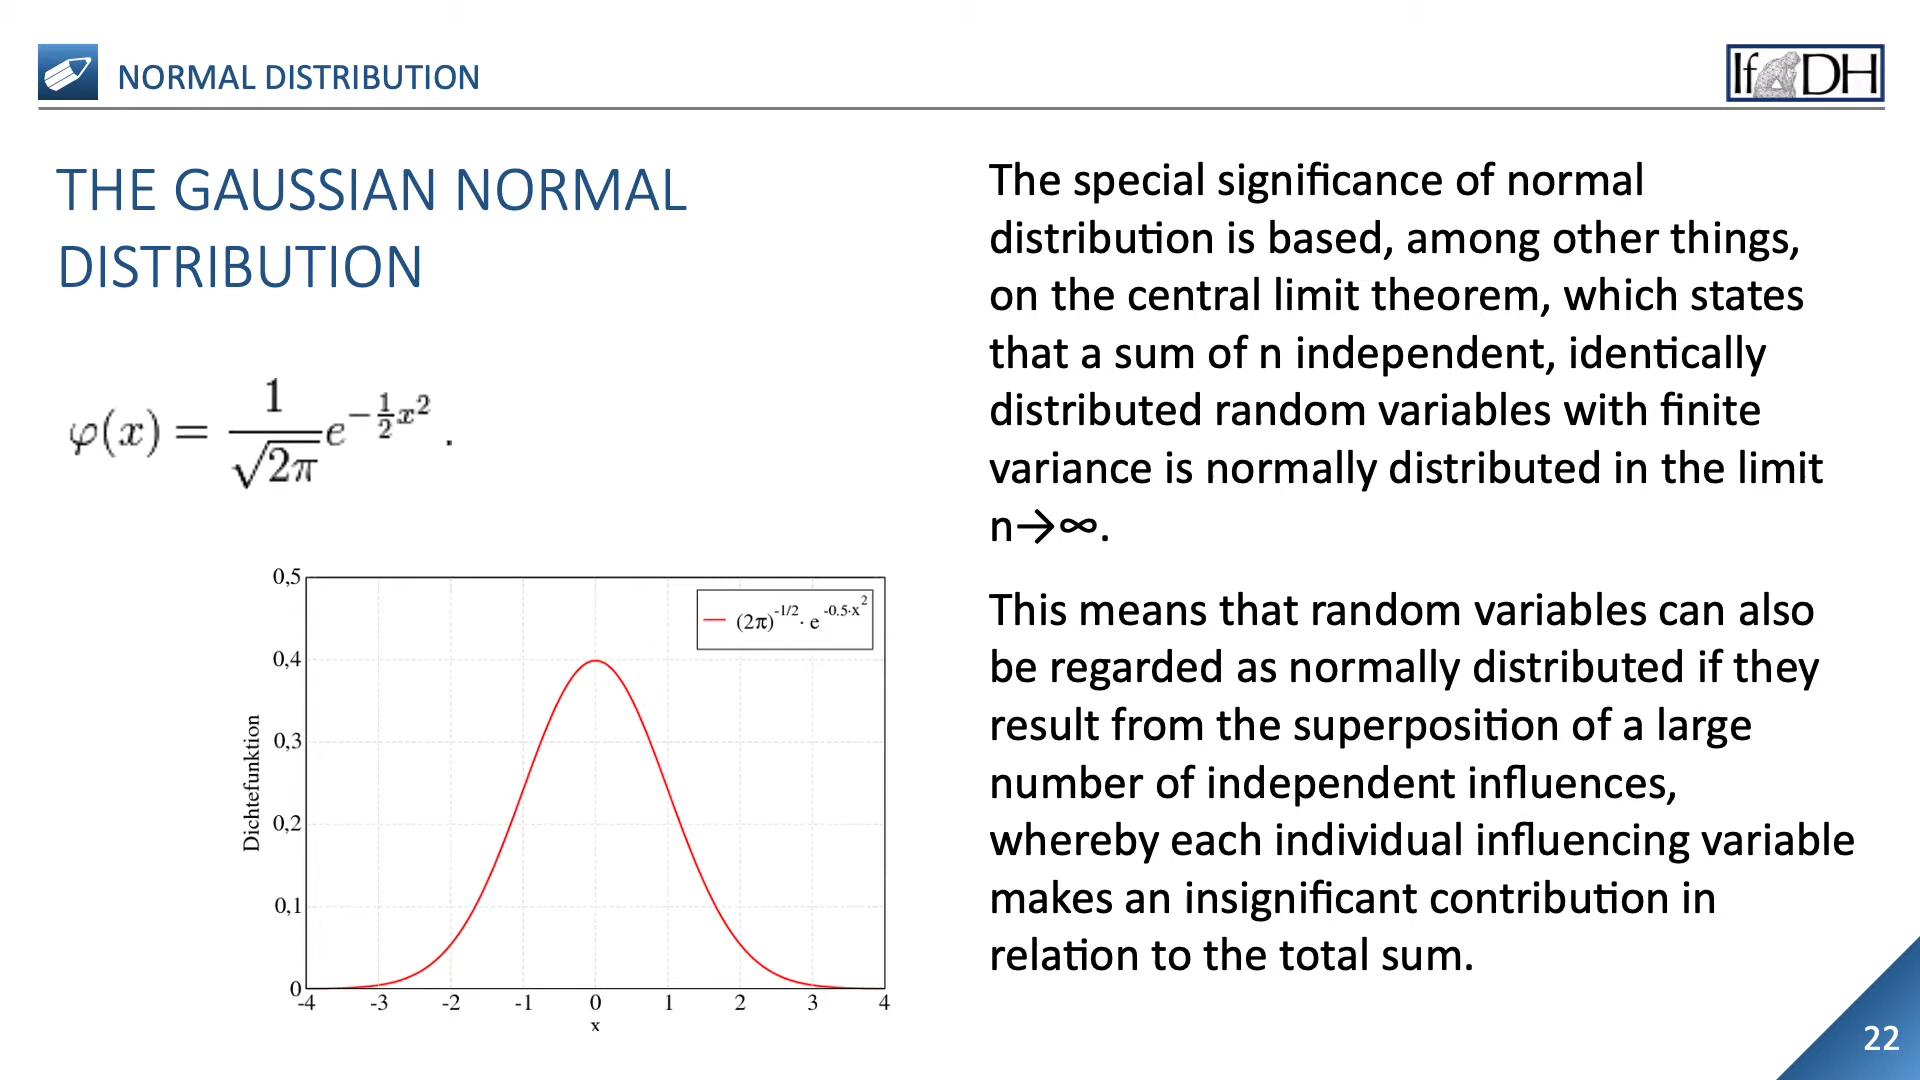 NORMAL DISTRIBUTION
If DH
THE GAUSSIAN NORMAL
DISTRIBUTION
φ(x) = 1/√2π e^{-1/2 x^2} .
The special significance of normal
distribution is based, among other things,
on the central limit theorem, which states
that a sum of n independent, identically
distributed random variables with finite
variance is normally distributed in the limit
n→∞.
This means that random variables can also
be regarded as normally distributed if they
result from the superposition of a large
number of independent influences,
whereby each individual influencing variable
makes an insignificant contribution in
relation to the total sum.
(2π)^{-1/2} · e^{-0.5·x^2}
Dichtefunktion
0,5
0,4
0,3
0,2
0,1
0
-4 -3 -2 -1 0 1 2 3 4
x
22